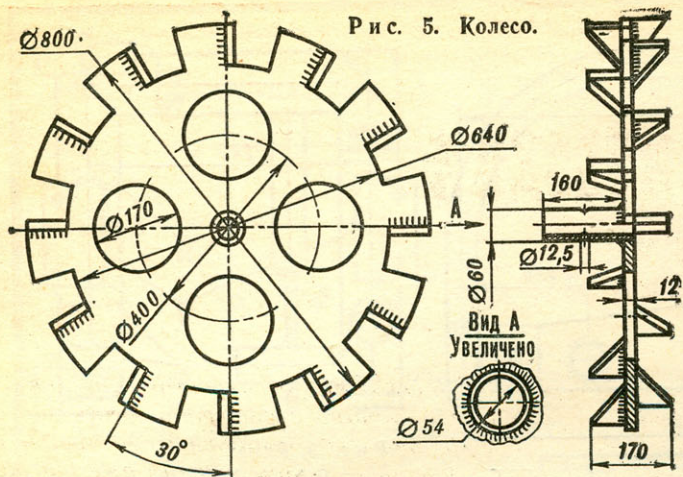 Рис. 5. Колесо.
Ø800
Ø640
Ø170
160
А
Ø12,5
Ø60
12
Ø400
Вид А
Увеличено
Ø54
30°
170